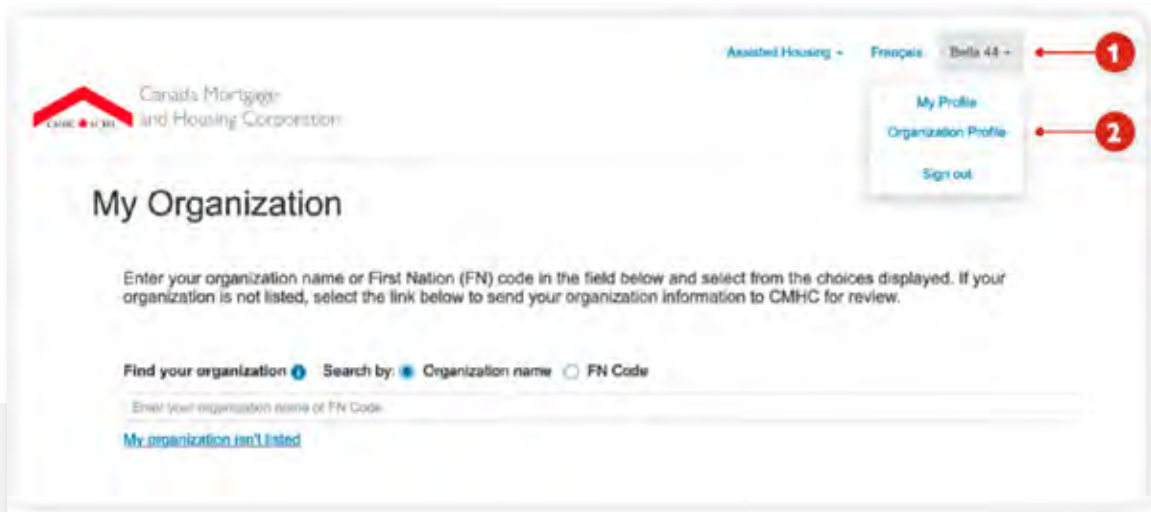 Assisted Housing Français Bella 44 1
Canada Mortgage
and Housing Corporation
CMHC SCHL
My Profile
Organization Profile 2
Sign out
My Organization
Enter your organization name or First Nation (FN) code in the field below and select from the choices displayed. If your
organization is not listed, select the link below to send your organization information to CMHC for review.
Find your organization Search by: Organization name FN Code
Enter your organization name or FN Code
My organization isn't listed